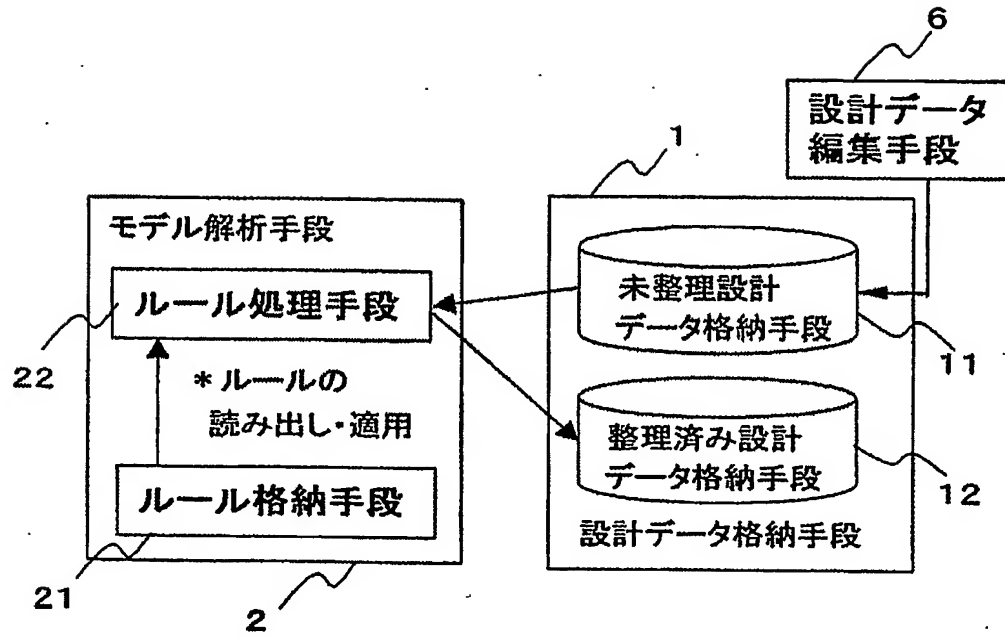 6
設計データ
編集手段
1
モデル解析手段
ルール処理手段
22
*ルールの
読み出し・適用
ルール格納手段
21
2
未整理設計
データ格納手段
11
整理済み設計
データ格納手段
12
設計データ格納手段